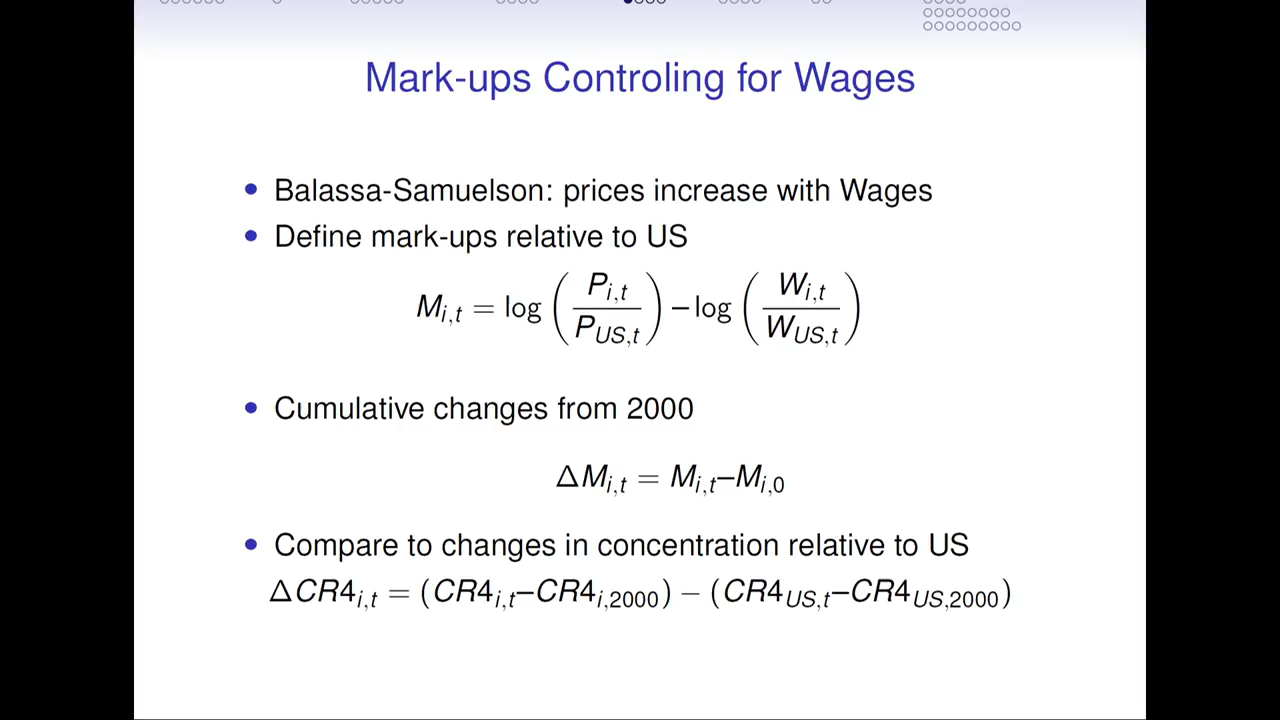 Mark-ups Controling for Wages
• Balassa-Samuelson: prices increase with Wages
• Define mark-ups relative to US
M_{i,t} = log(P_{i,t}/P_{US,t}) − log(W_{i,t}/W_{US,t})
• Cumulative changes from 2000
ΔM_{i,t} = M_{i,t}–M_{i,0}
• Compare to changes in concentration relative to US
ΔCR4_{i,t} = (CR4_{i,t}–CR4_{i,2000}) − (CR4_{US,t}–CR4_{US,2000})